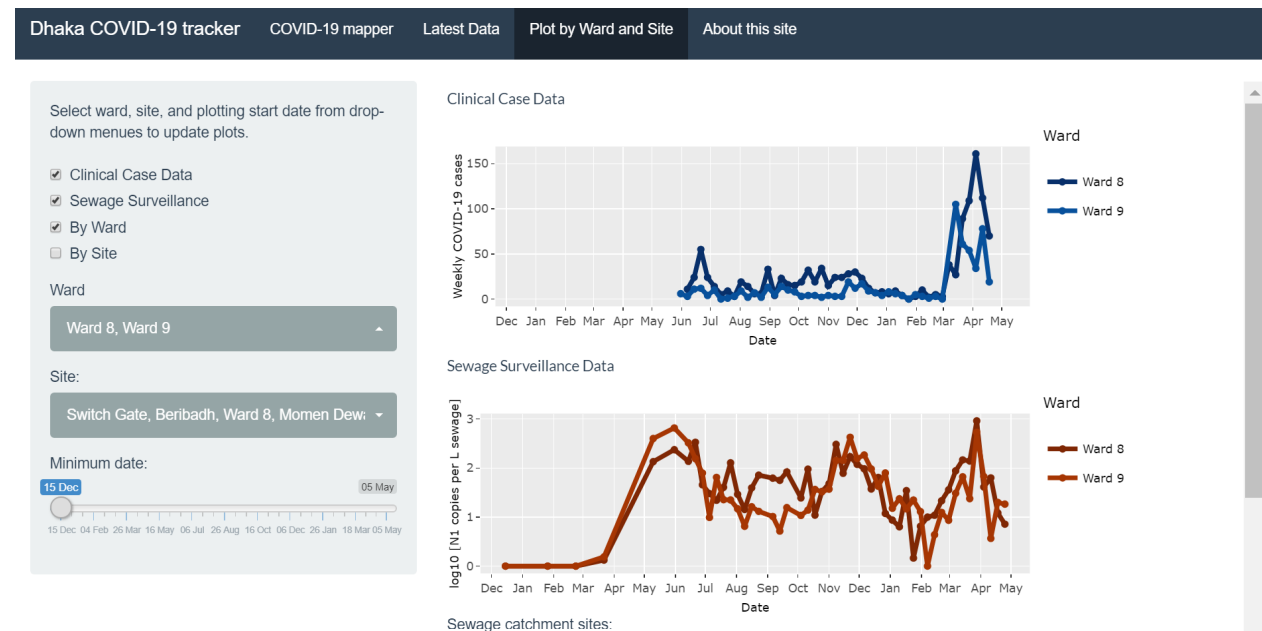 Dhaka COVID-19 tracker COVID-19 mapper Latest Data Plot by Ward and Site About this site
Select ward, site, and plotting start date from drop-
down menues to update plots.
Clinical Case Data
Sewage Surveillance
By Ward
By Site
Ward
Ward 8, Ward 9
Site:
Switch Gate, Beribadh, Ward 8, Momen Dewa
Minimum date:
15 Dec 05 May
15 Dec 04 Feb 26 Mar 16 May 06 Jul 26 Aug 16 Oct 06 Dec 26 Jan 18 Mar 05 May
Clinical Case Data
Weekly COVID-19 cases
150
100
50
0
Dec Jan Feb Mar Apr May Jun Jul Aug Sep Oct Nov Dec Jan Feb Mar Apr May
Date
Ward
Ward 8
Ward 9
Sewage Surveillance Data
log10 [N1 copies per L sewage]
3
2
1
0
Dec Jan Feb Mar Apr May Jun Jul Aug Sep Oct Nov Dec Jan Feb Mar Apr May
Date
Ward
Ward 8
Ward 9
Sewage catchment sites: